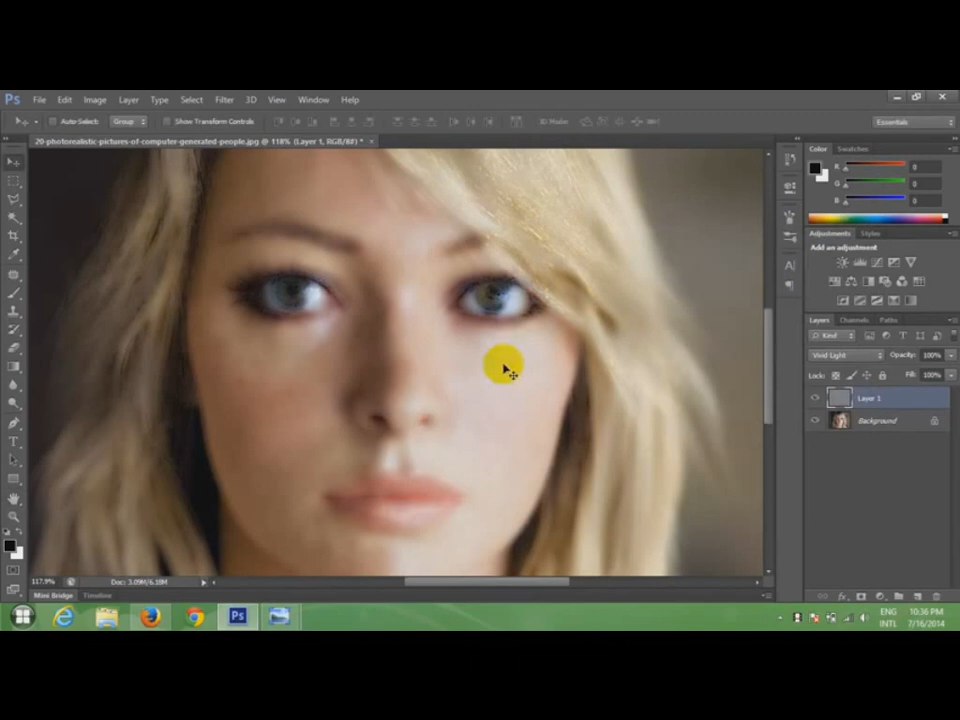 Ps File Edit Image Layer Type Select Filter 3D View Window Help
Auto-Select: Group Show Transform Controls 3D Mode: Essentials
20-photorealistic-pictures-of-computer-generated-people.jpg @ 118% (Layer 1, RGB/8#) * ×
Color Swatches
R 0
G 0
B 0
Adjustments Styles
Add an adjustment
Layers Channels Paths
Kind
Vivid Light Opacity: 100%
Lock: Fill: 100%
Layer 1
Background
117.9% Doc: 3.09M/6.18M
Mini Bridge Timeline
Ps ENG 10:36 PM
INTL 7/16/2014